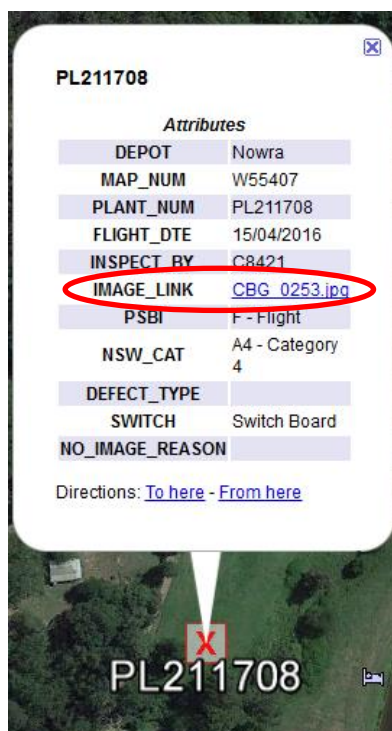 PL211708
Attributes
DEPOT Nowra
MAP_NUM W55407
PLANT_NUM PL211708
FLIGHT_DTE 15/04/2016
INSPECT_BY C8421
IMAGE_LINK CBG_0253.jpg
PSBI F - Flight
NSW_CAT A4 - Category
4
DEFECT_TYPE
SWITCH Switch Board
NO_IMAGE_REASON
Directions: To here - From here
X
PL211708